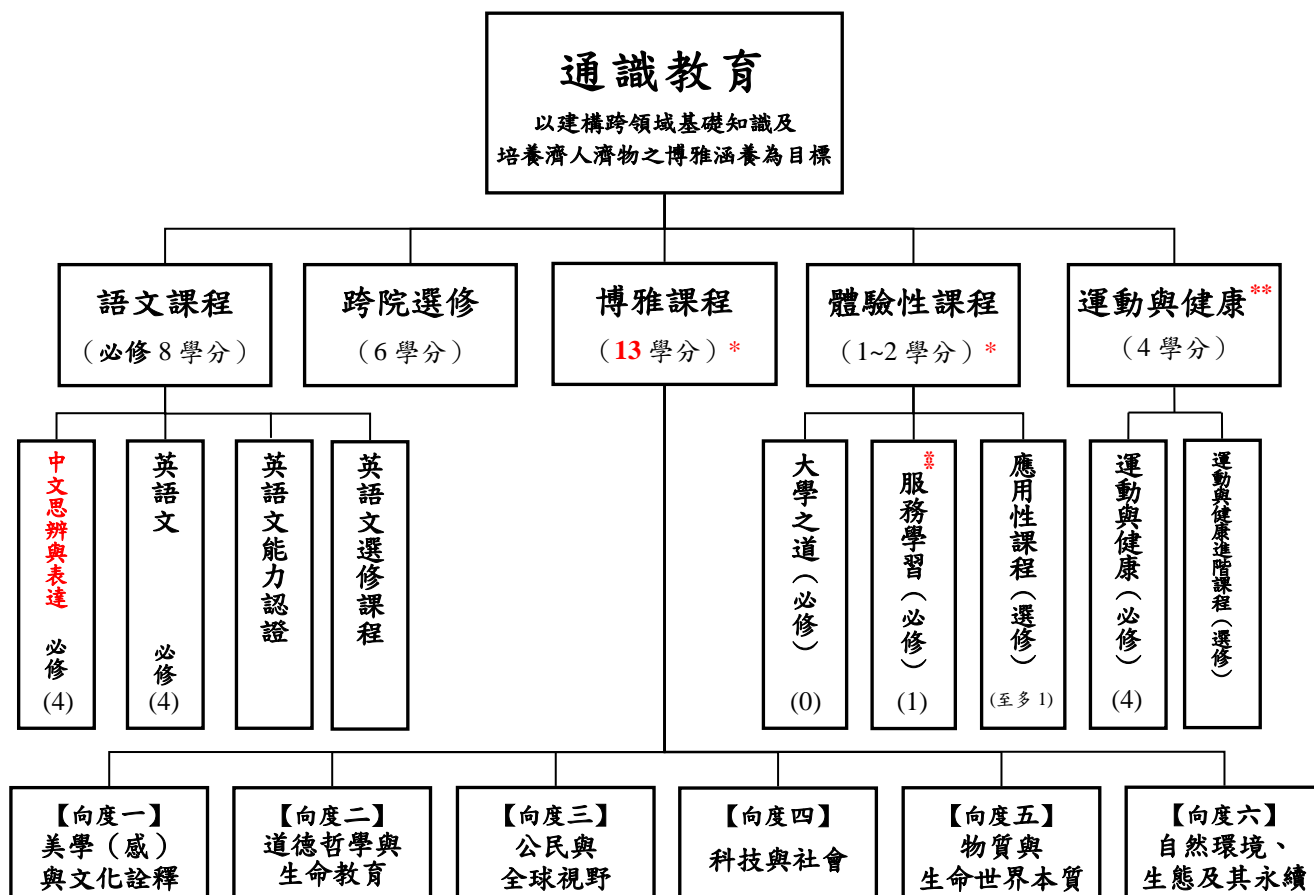 通識教育
以建構跨領域基礎知識及
培養濟人濟物之博雅涵養為目標
語文課程
（必修 8 學分）
跨院選修
（6 學分）
博雅課程
（13 學分）*
體驗性課程
（1~2 學分）*
運動與健康**
（4 學分）
中文思辨與表達 必修
(4)
英語文 必修
(4)
英語文能力認證
英語文選修課程
大學之道（必修）
(0)
服務學習（必修）
(1)
應用性課程（選修）
(至多 1)
運動與健康（必修）
(4)
運動與健康進階課程（選修）
【向度一】
美學（感）
與文化詮釋
【向度二】
道德哲學與
生命教育
【向度三】
公民與
全球視野
【向度四】
科技與社會
【向度五】
物質與
生命世界本質
【向度六】
自然環境、
生態及其永續